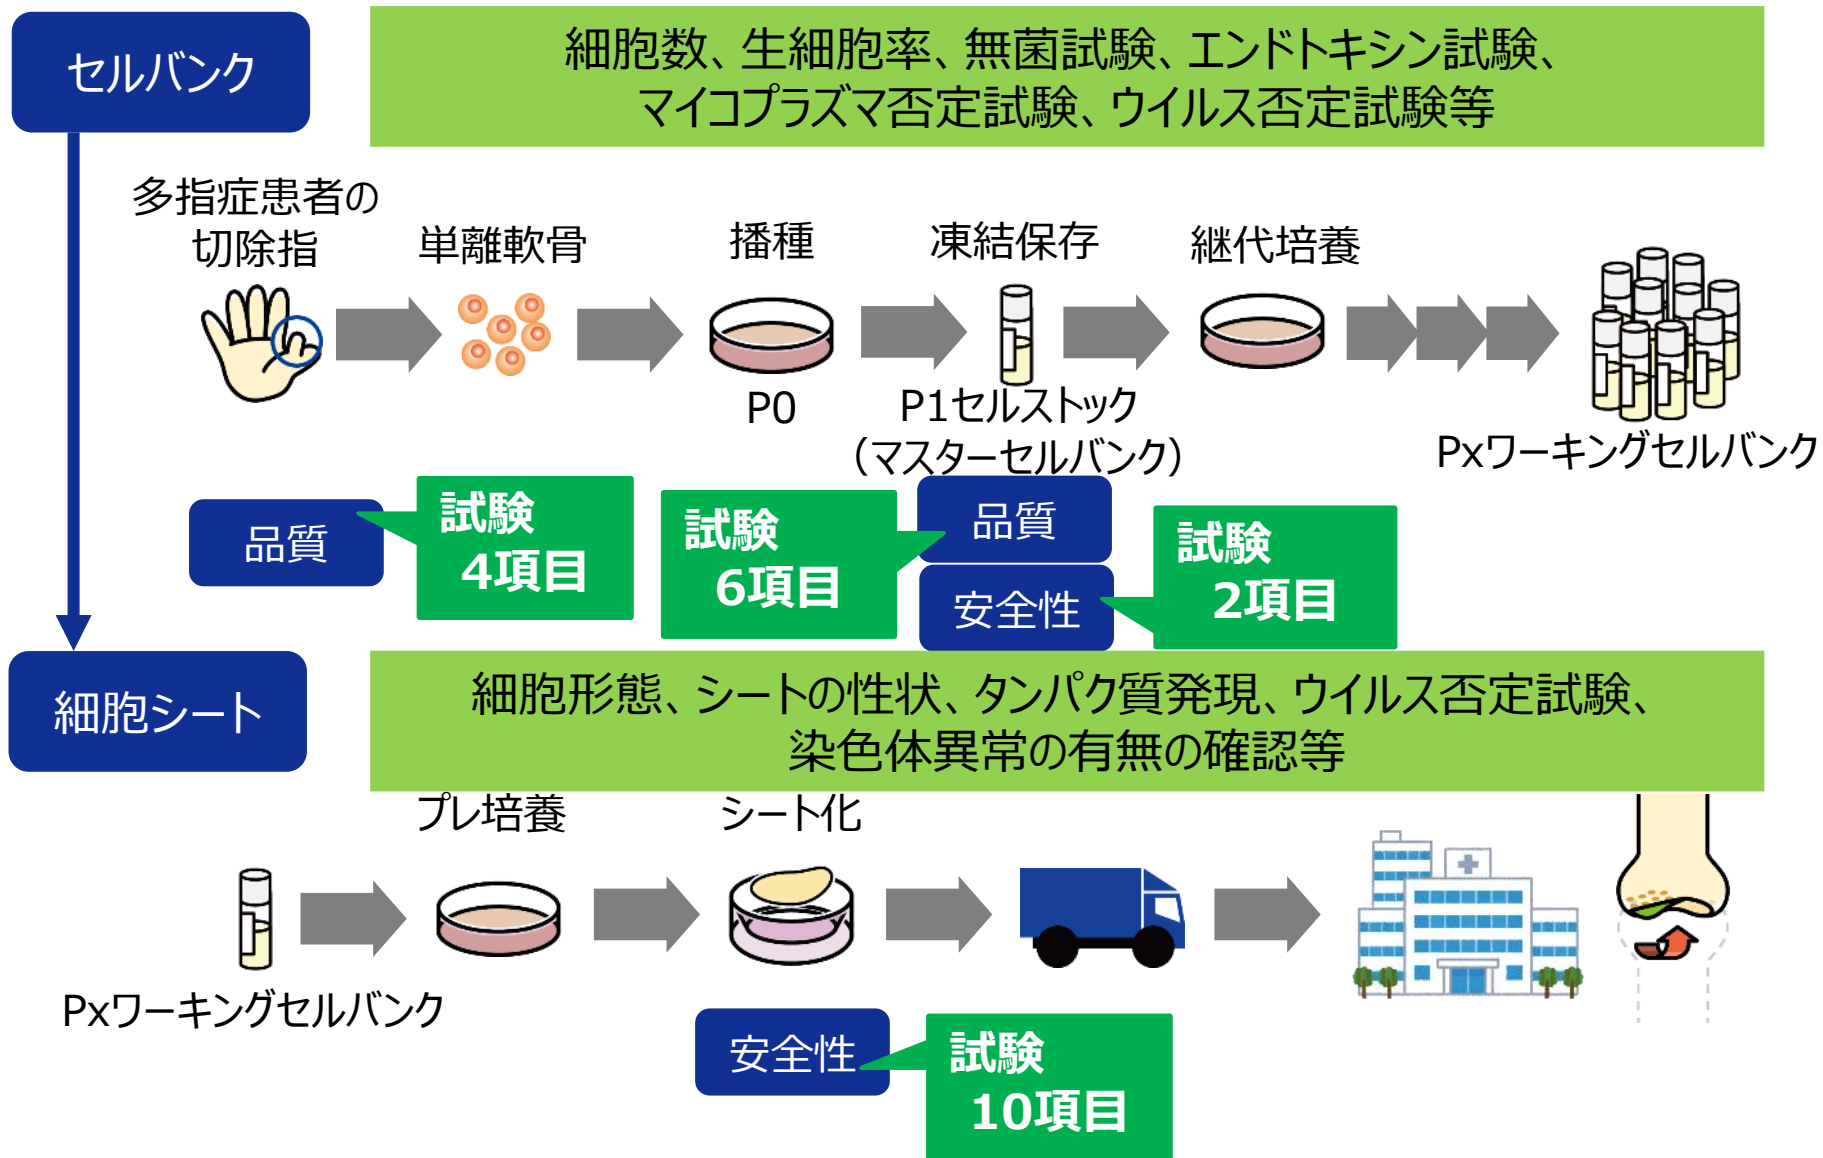 セルバンク
細胞数、生細胞率、無菌試験、エンドトキシン試験、
マイコプラズマ否定試験、ウイルス否定試験等
多指症患者の
切除指
単離軟骨
播種
凍結保存
継代培養
P0
P1セルストック
（マスターセルバンク）
Pxワーキングセルバンク
品質
試験
4項目
試験
6項目
品質
安全性
試験
2項目
細胞シート
細胞形態、シートの性状、タンパク質発現、ウイルス否定試験、
染色体異常の有無の確認等
プレ培養
シート化
Pxワーキングセルバンク
安全性
試験
10項目